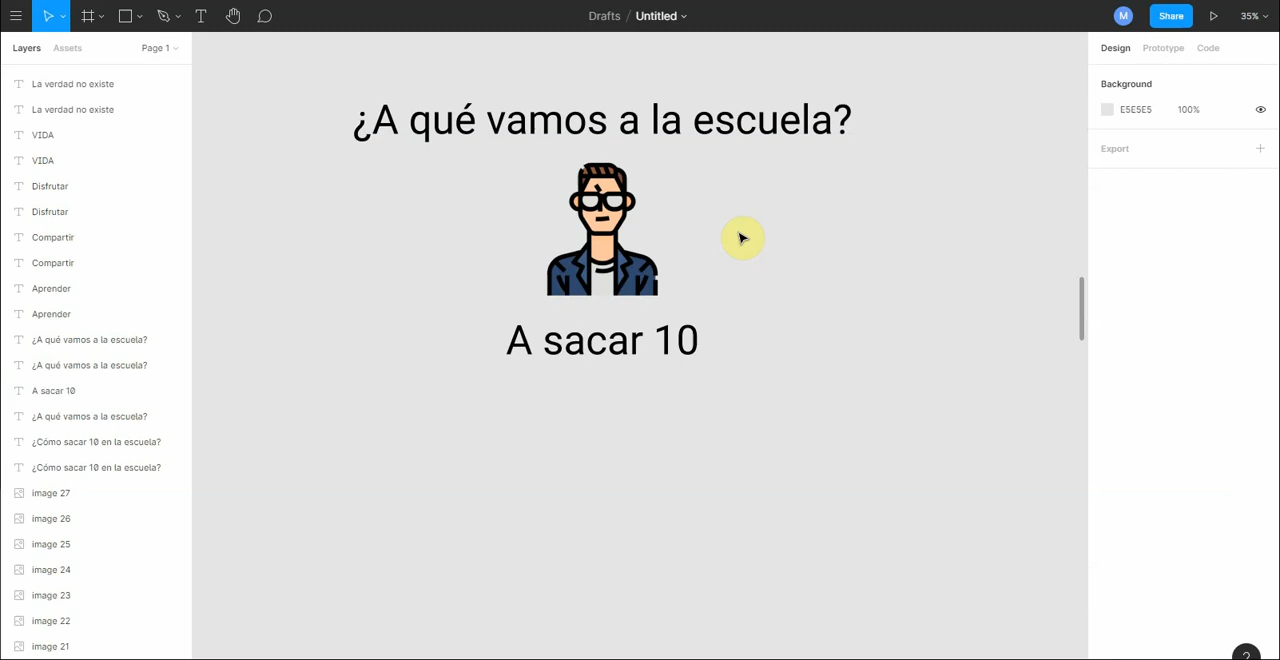 Drafts / Untitled
M
Share
35%
Layers
Assets
Page 1
Design
Prototype
Code
La verdad no existe
La verdad no existe
VIDA
VIDA
Disfrutar
Disfrutar
Compartir
Compartir
Aprender
Aprender
¿A qué vamos a la escuela?
¿A qué vamos a la escuela?
A sacar 10
¿A qué vamos a la escuela?
¿Cómo sacar 10 en la escuela?
¿Cómo sacar 10 en la escuela?
image 27
image 26
image 25
image 24
image 23
image 22
image 21
¿A qué vamos a la escuela?
A sacar 10
Background
E5E5E5 100%
Export
?